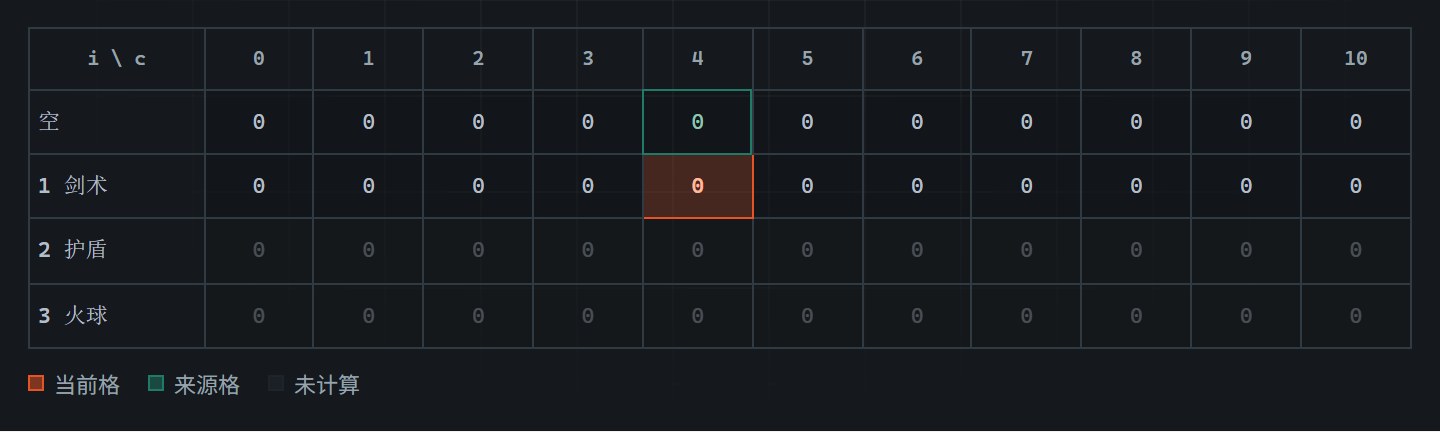 i \ c 0 1 2 3 4 5 6 7 8 9 10
空 0 0 0 0 0 0 0 0 0 0 0
1 剑术 0 0 0 0 0 0 0 0 0 0 0
2 护盾 0 0 0 0 0 0 0 0 0 0 0
3 火球 0 0 0 0 0 0 0 0 0 0 0
当前格 来源格 未计算